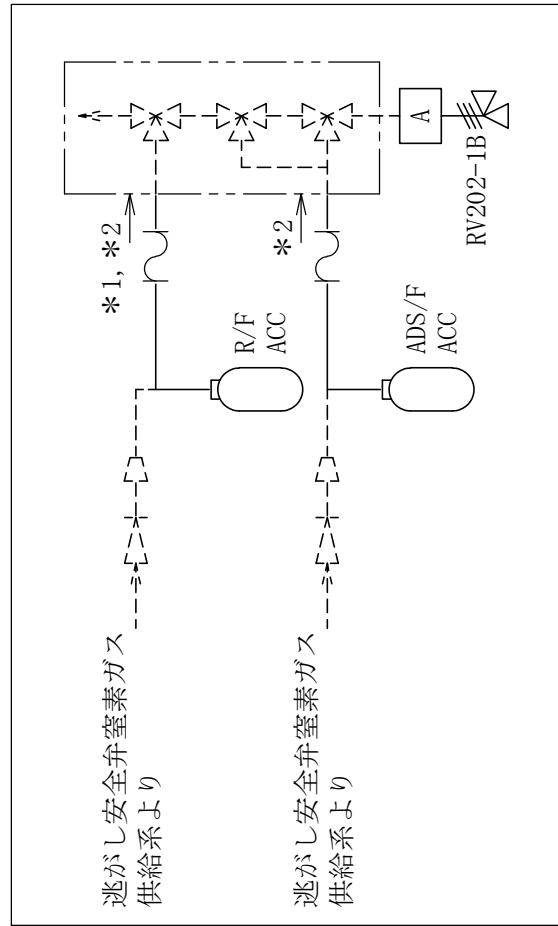 逃がし安全弁窒素ガス
供給系より
R/F
ACC
*1, *2
逃がし安全弁窒素ガス
供給系より
ADS/F
ACC
*2
A
RV202-1B